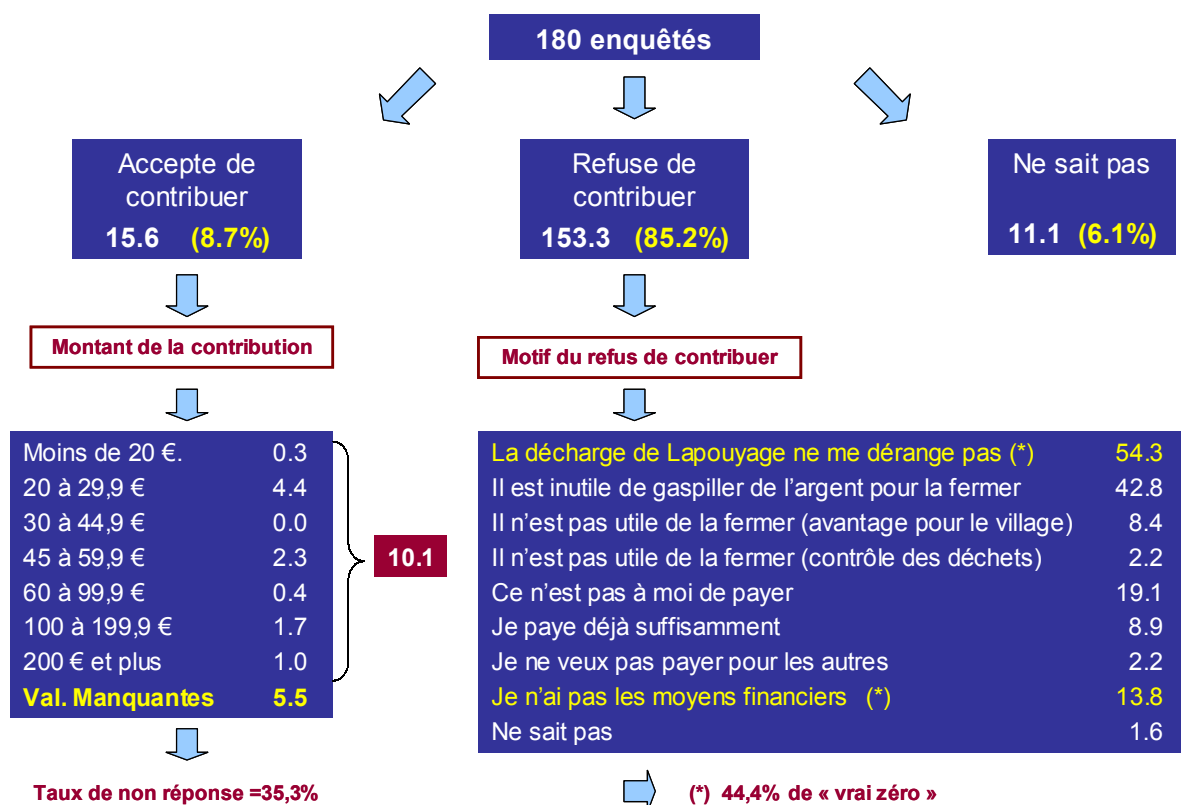 180 enquêtés
Accepte de
contribuer
15.6 (8.7%)
Refuse de
contribuer
153.3 (85.2%)
Ne sait pas
11.1 (6.1%)
Montant de la contribution
Motif du refus de contribuer
Moins de 20 €. 0.3
20 à 29,9 € 4.4
30 à 44,9 € 0.0
45 à 59,9 € 2.3
60 à 99,9 € 0.4
100 à 199,9 € 1.7
200 € et plus 1.0
Val. Manquantes 5.5
10.1
La décharge de Lapouyage ne me dérange pas (*) 54.3
Il est inutile de gaspiller de l'argent pour la fermer 42.8
Il n'est pas utile de la fermer (avantage pour le village) 8.4
Il n'est pas utile de la fermer (contrôle des déchets) 2.2
Ce n'est pas à moi de payer 19.1
Je paye déjà suffisamment 8.9
Je ne veux pas payer pour les autres 2.2
Je n'ai pas les moyens financiers (*) 13.8
Ne sait pas 1.6
Taux de non réponse =35,3%
(*) 44,4% de « vrai zéro »